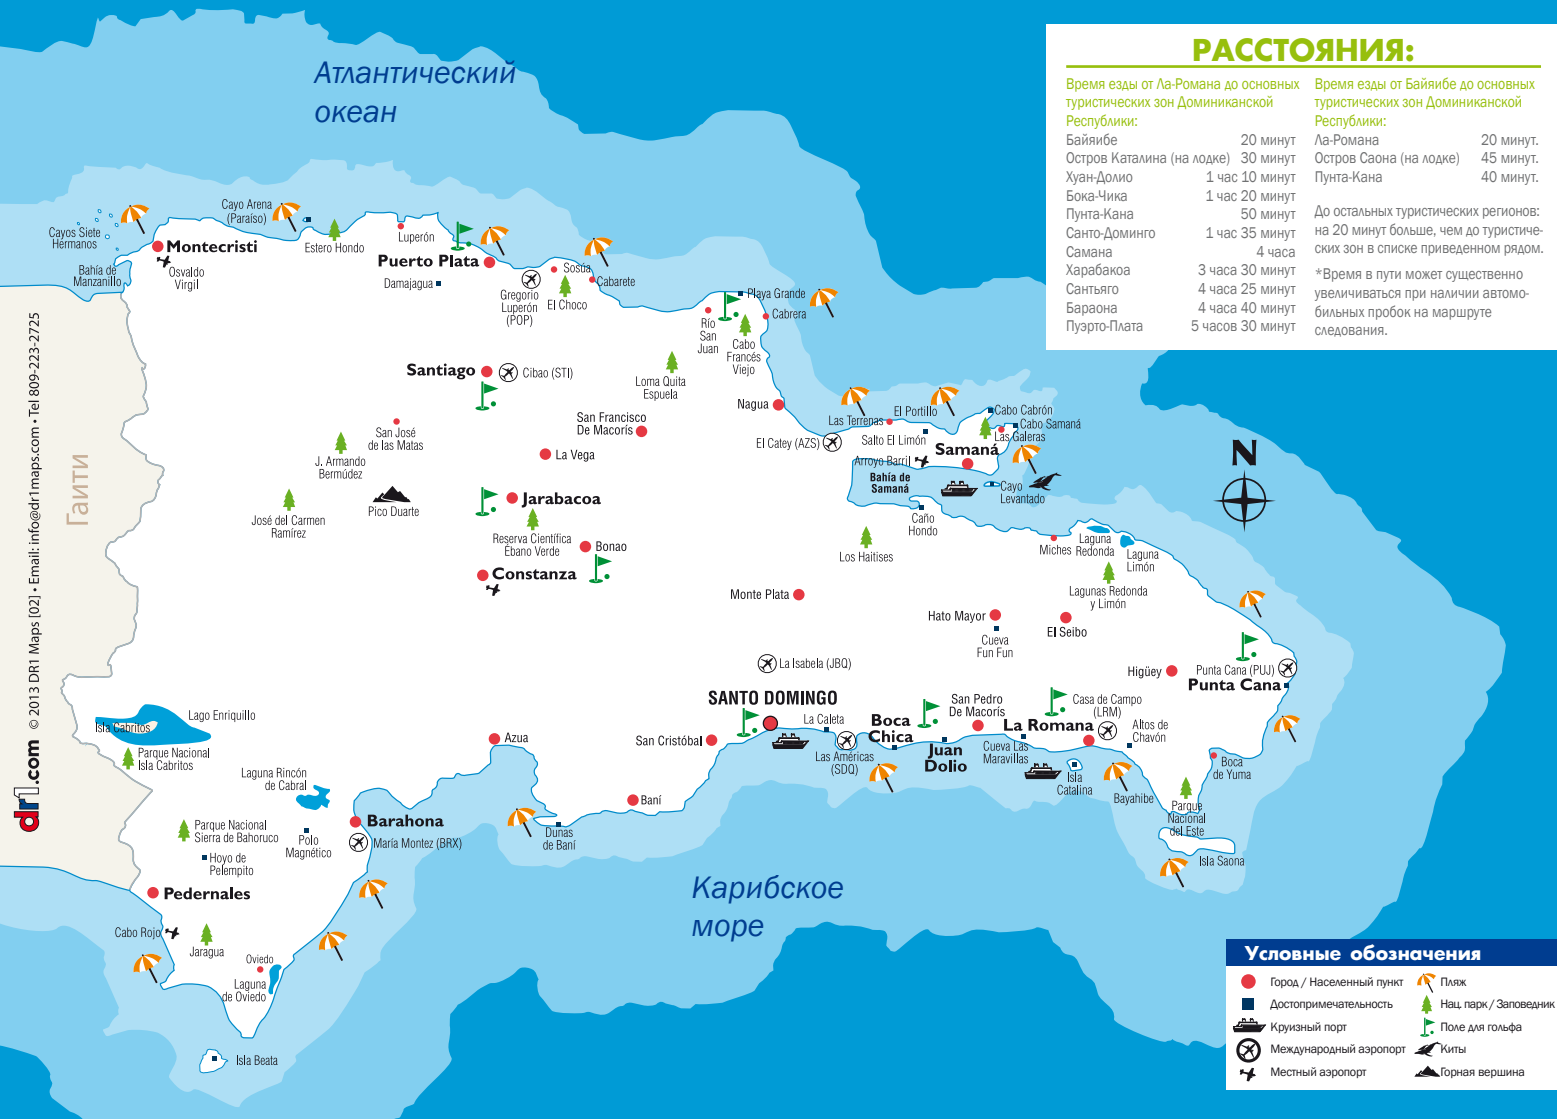 Атлантический
океан
РАССТОЯНИЯ:
Время езды от Ла-Романа до основных
туристических зон Доминиканской
Республики:
Байяибе 20 минут
Остров Каталина (на лодке) 30 минут
Хуан-Долио 1 час 10 минут
Бока-Чика 1 час 20 минут
Пунта-Кана 50 минут
Санто-Доминго 1 час 35 минут
Самана 4 часа
Харабакоа 3 часа 30 минут
Сантьяго 4 часа 25 минут
Бараона 4 часа 40 минут
Пуэрто-Плата 5 часов 30 минут
Время езды от Байяибе до основных
туристических зон Доминиканской
Республики:
Ла-Романа 20 минут.
Остров Саона (на лодке) 45 минут.
Пунта-Кана 40 минут.
До остальных туристических регионов:
на 20 минут больше, чем до туристиче-
ских зон в списке приведенном рядом.
*Время в пути может существенно
увеличиваться при наличии автомо-
бильных пробок на маршруте
следования.
Cayos Siete
Hermanos
Cayo Arena
(Paraíso)
Montecristi
Osvaldo
Virgil
Bahía de
Manzanillo
Estero Hondo
Luperón
Puerto Plata
Damajagua
Gregorio
Luperón
(POP)
Sosúa
El Choco
Cabarete
Playa Grande
Río
San
Juan
Cabrera
Cabo
Francés
Viejo
Santiago
Cibao (STI)
Loma Quita
Espuela
Nagua
San Francisco
De Macorís
San José
de las Matas
La Vega
J. Armando
Bermúdez
Pico Duarte
José del Carmen
Ramírez
Jarabacoa
Reserva Científica
Ébano Verde
Bonao
Constanza
El Catey (AZS)
Las Terrenas
El Portillo
Salto El Limón
Arroyo Barril
Cabo Cabrón
Cabo Samaná
Las Galeras
Samaná
Bahía de
Samaná
Cayo
Levantado
Caño
Hondo
Los Haitises
Miches
Laguna
Redonda
Laguna
Limón
Lagunas Redonda
y Limón
N
Monte Plata
Hato Mayor
Cueva
Fun Fun
El Seibo
Higüey
Punta Cana (PUJ)
Punta Cana
La Isabela (JBQ)
SANTO DOMINGO
La Caleta
Las Américas
(SDQ)
Boca
Chica
Juan
Dolio
San Pedro
De Macorís
Cueva Las
Maravillas
La Romana
Casa de Campo
(LRM)
Altos de
Chavón
Isla
Catalina
Bayahibe
Boca
de Yuma
Parque
Nacional
del Este
Isla Saona
San Cristóbal
Baní
Dunas
de Baní
Azua
Lago Enriquillo
Isla Cabritos
Parque Nacional
Isla Cabritos
Laguna Rincón
de Cabral
Barahona
María Montez (BRX)
Parque Nacional
Sierra de Bahoruco
Polo
Magnético
Hoyo de
Pelempito
Pedernales
Cabo Rojo
Jaragua
Oviedo
Laguna
de Oviedo
Isla Beata
Гаити
Карибское
море
dr1.com © 2013 DR1 Maps [02] • Email: info@dr1maps.com • Tel 809-223-2725
Условные обозначения
Город / Населенный пункт
Достопримечательность
Круизный порт
Международный аэропорт
Местный аэропорт
Пляж
Нац. парк / Заповедник
Поле для гольфа
Киты
Горная вершина